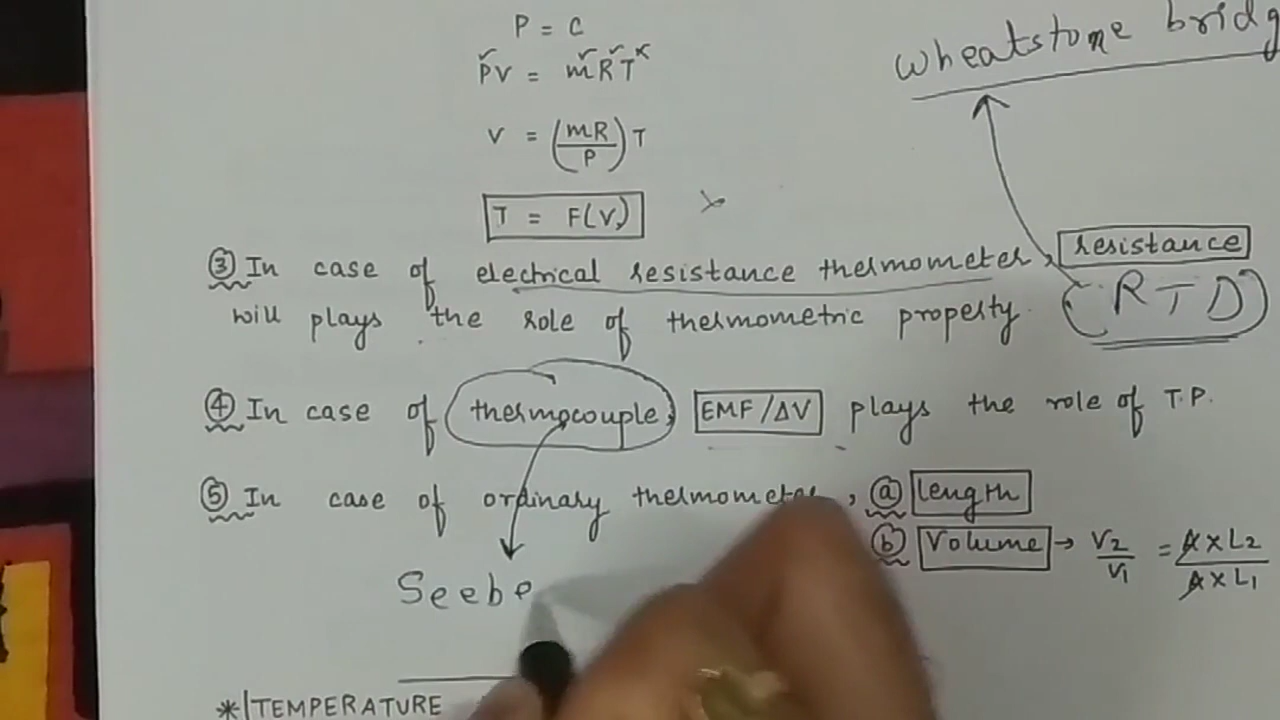 P = C
PV = mRT
V = (mR/P) T
T = F(V)
Wheatstone bridg
③ In case of electrical resistance thermometer, resistance
will plays the role of thermometric property. (RTD)
④ In case of thermocouple, EMF/ΔV plays the role of T.P.
⑤ In case of ordinary thermometer, ⓐ length
ⓑ Volume → V2/V1 = A×L2/A×L1
Seebe
*|TEMPERATURE